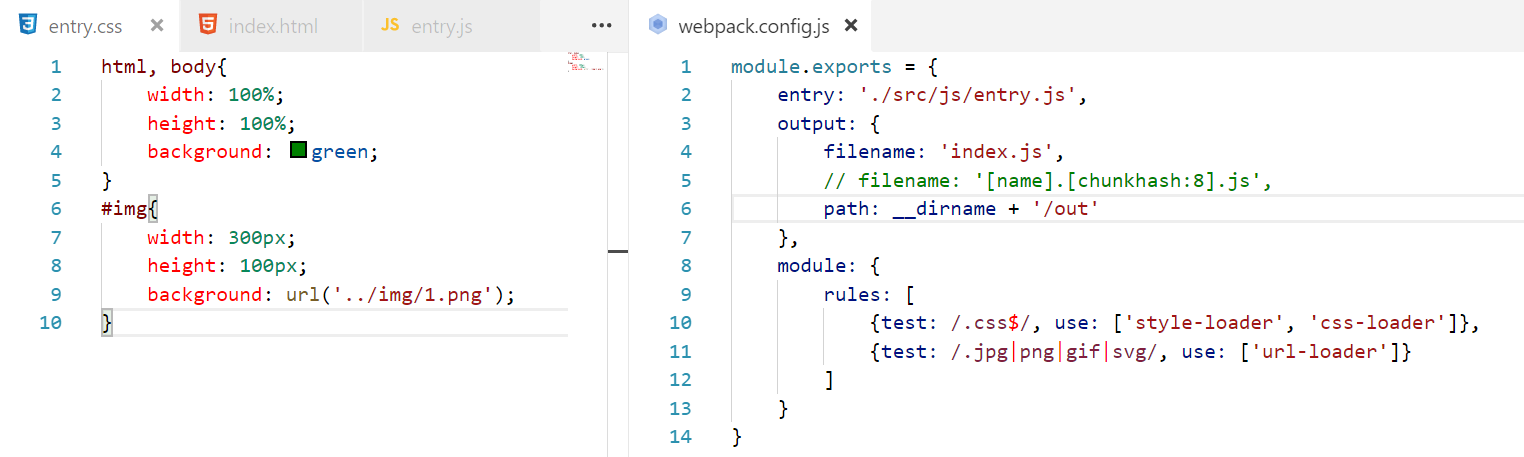 entry.css
index.html
JS entry.js
1 html, body{
2 width: 100%;
3 height: 100%;
4 background: green;
5 }
6 #img{
7 width: 300px;
8 height: 100px;
9 background: url('../img/1.png');
10 }
webpack.config.js
1 module.exports = {
2 entry: './src/js/entry.js',
3 output: {
4 filename: 'index.js',
5 // filename: '[name].[chunkhash:8].js',
6 path: __dirname + '/out'
7 },
8 module: {
9 rules: [
10 {test: /.css$/, use: ['style-loader', 'css-loader']},
11 {test: /.jpg|png|gif|svg/, use: ['url-loader']}
12 ]
13 }
14 }